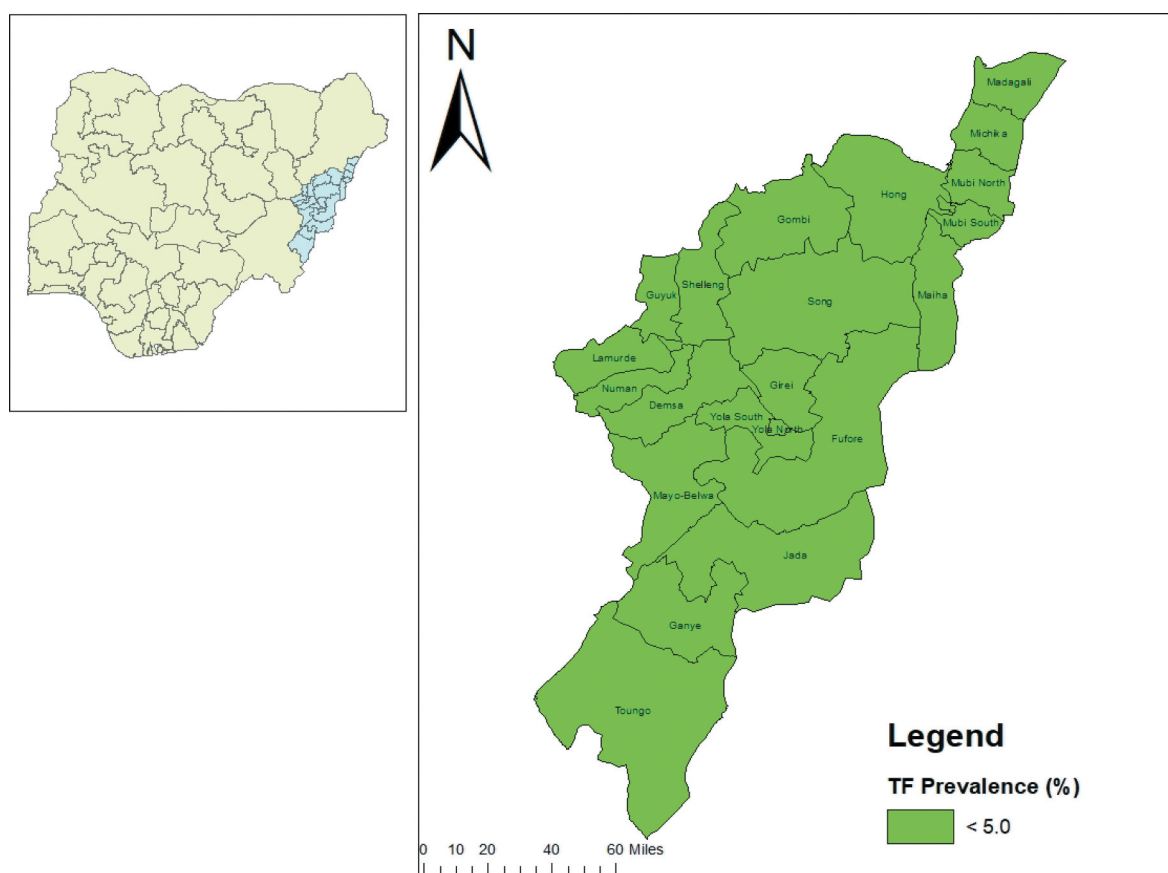 N
Madagali
Michika
Mubi North
Hong
Gombi
Mubi South
Shelleng
Guyuk
Maiha
Song
Lamurde
Girei
Numan
Demsa
Yola South
Yola North
Fufore
Mayo-Belwa
Jada
Ganye
Toungo
Legend
TF Prevalence (%)
< 5.0
0 10 20 40 60 Miles